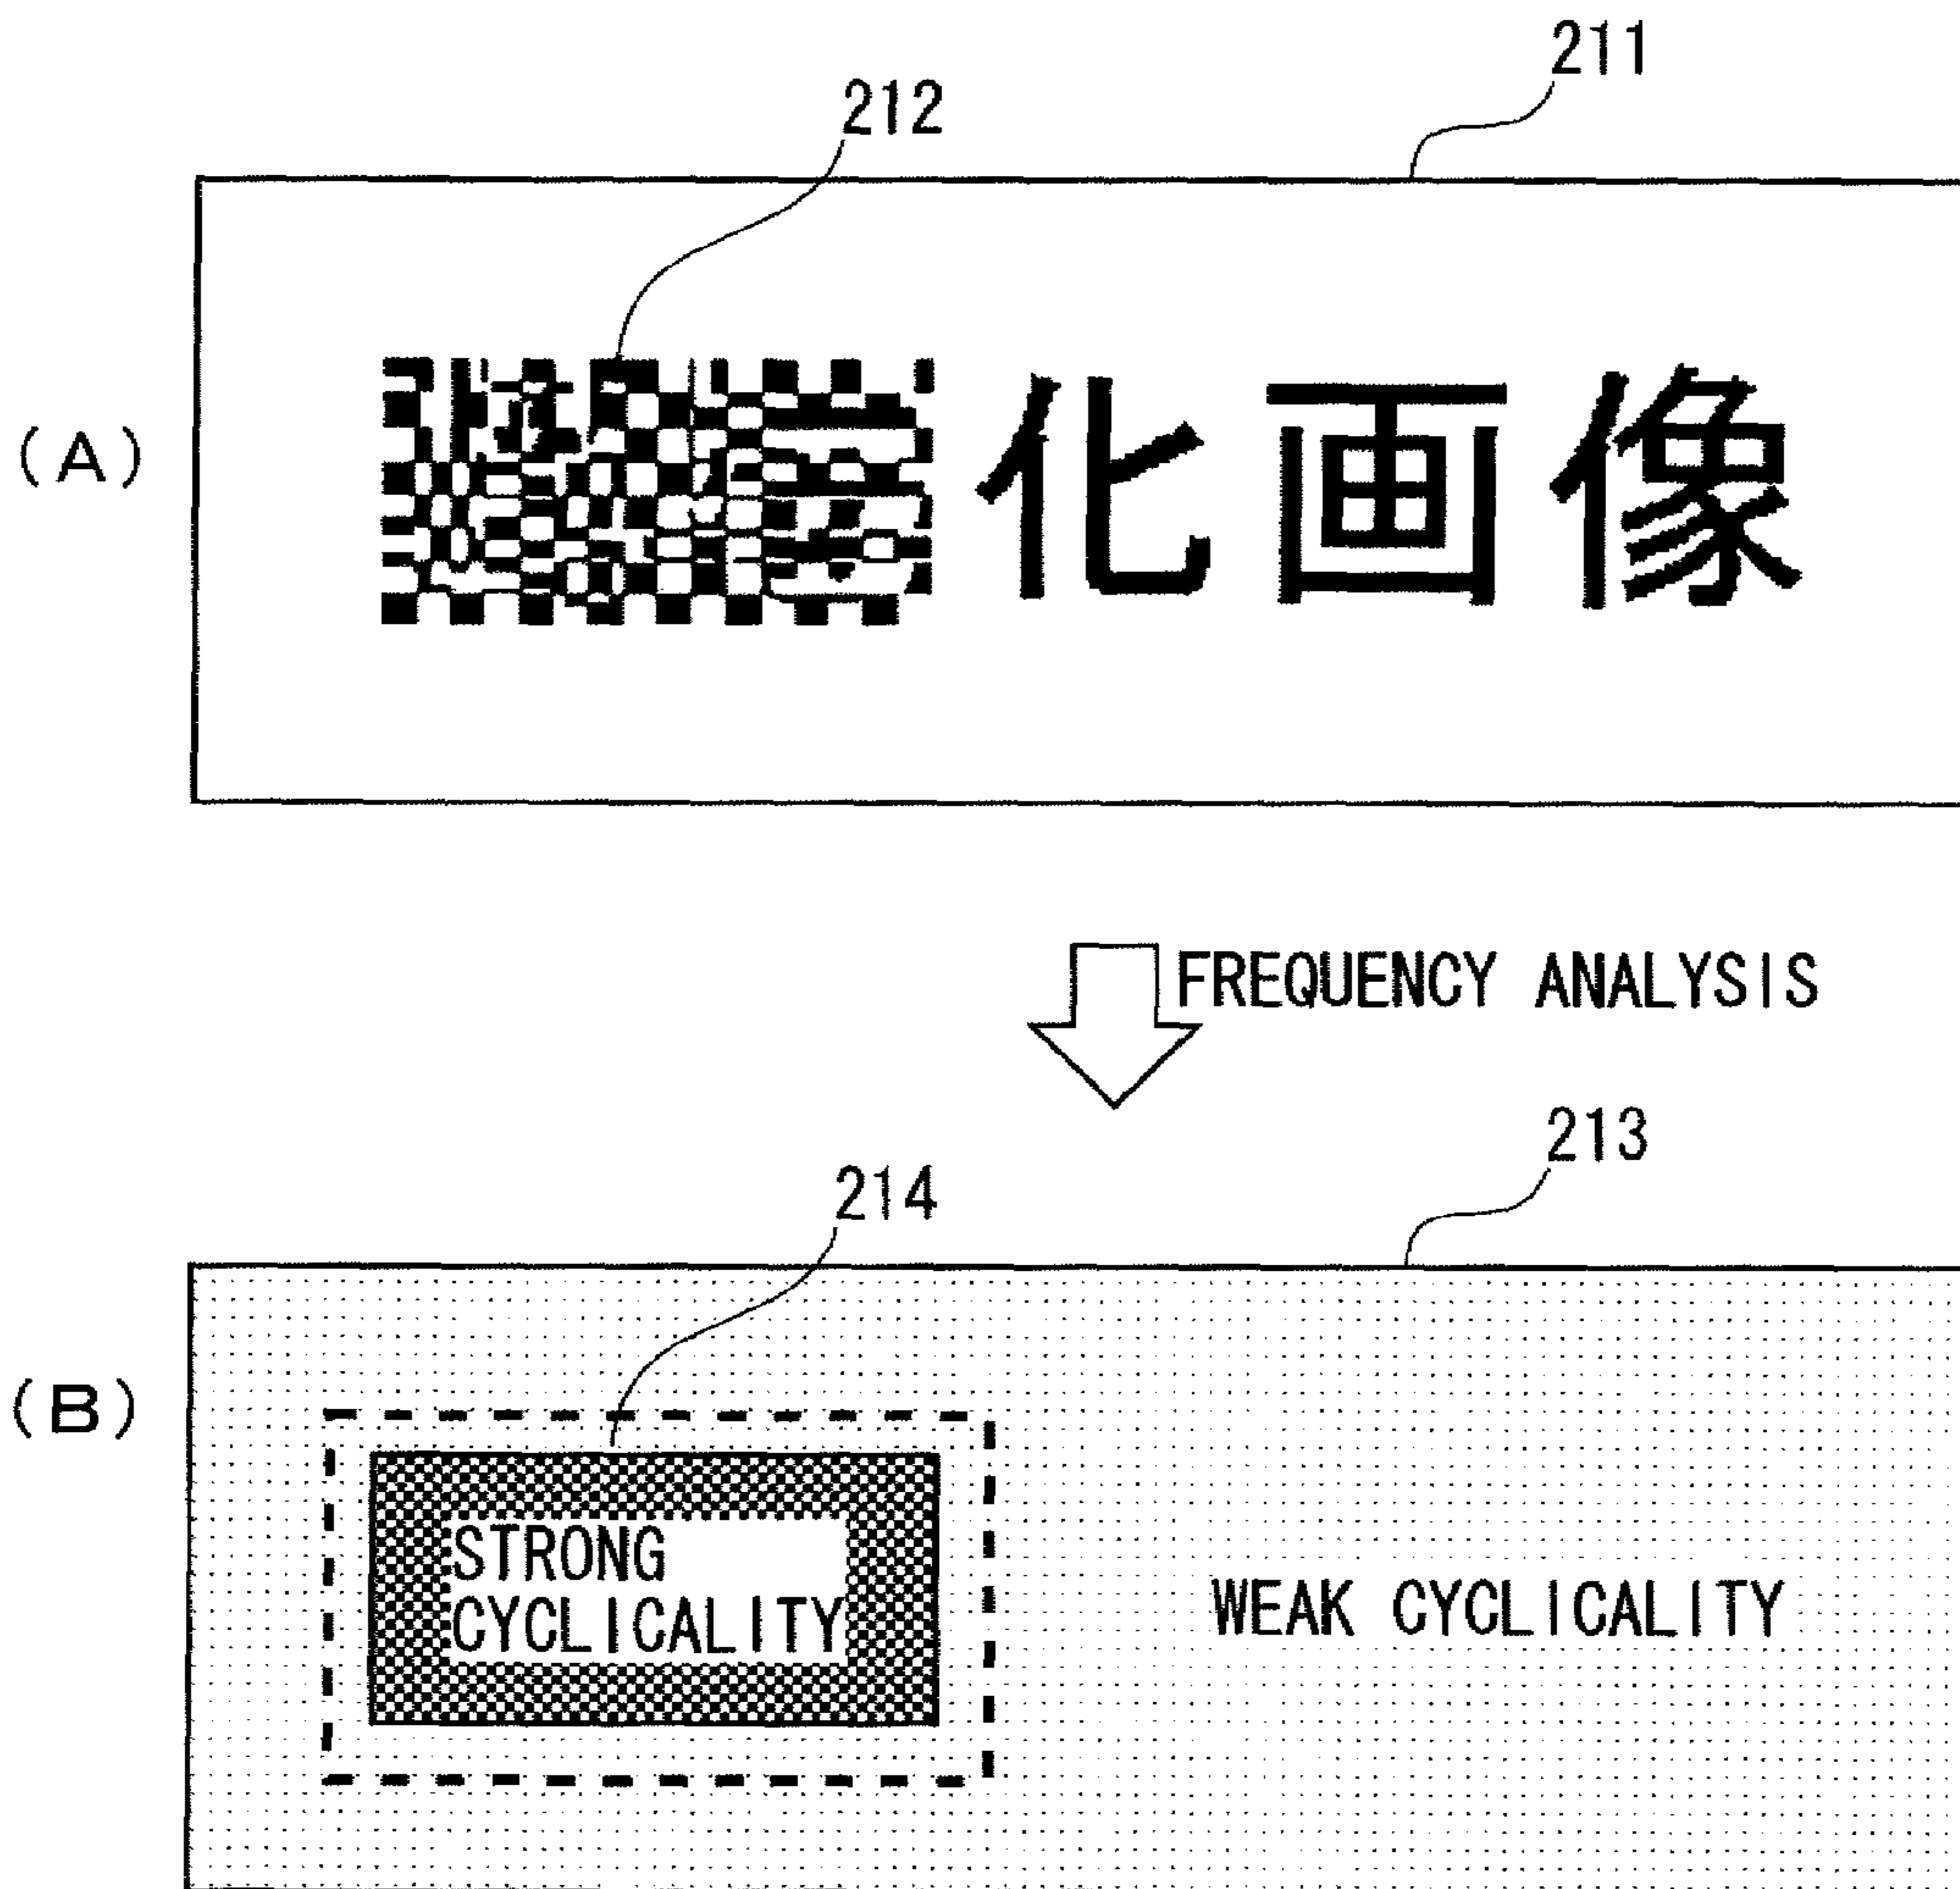 211
212
(A)
化画像
FREQUENCY ANALYSIS
213
214
(B)
STRONG
CYCLICALITY
WEAK CYCLICALITY